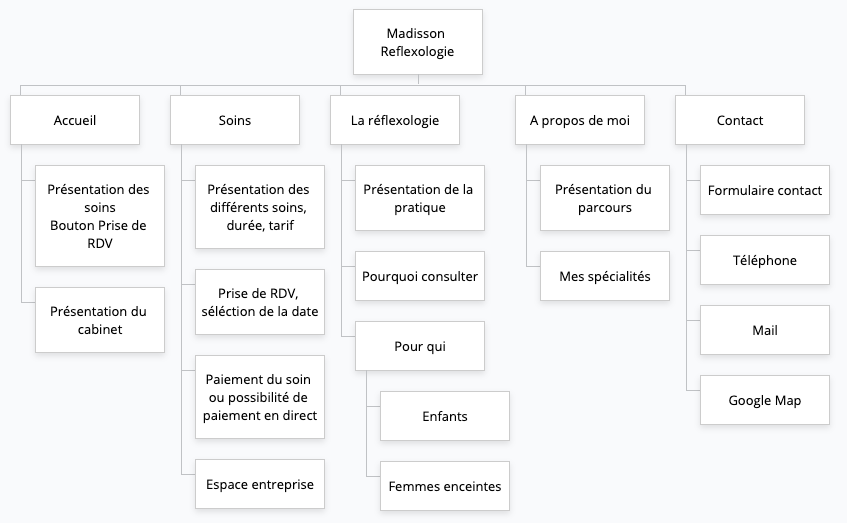 Madisson
Reflexologie
Accueil
Présentation des
soins
Bouton Prise de
RDV
Présentation du
cabinet
Soins
Présentation des
différents soins,
durée, tarif
Prise de RDV,
séléction de la date
Paiement du soin
ou possibilité de
paiement en direct
Espace entreprise
La réflexologie
Présentation de la
pratique
Pourquoi consulter
Pour qui
Enfants
Femmes enceintes
A propos de moi
Présentation du
parcours
Mes spécialités
Contact
Formulaire contact
Téléphone
Mail
Google Map